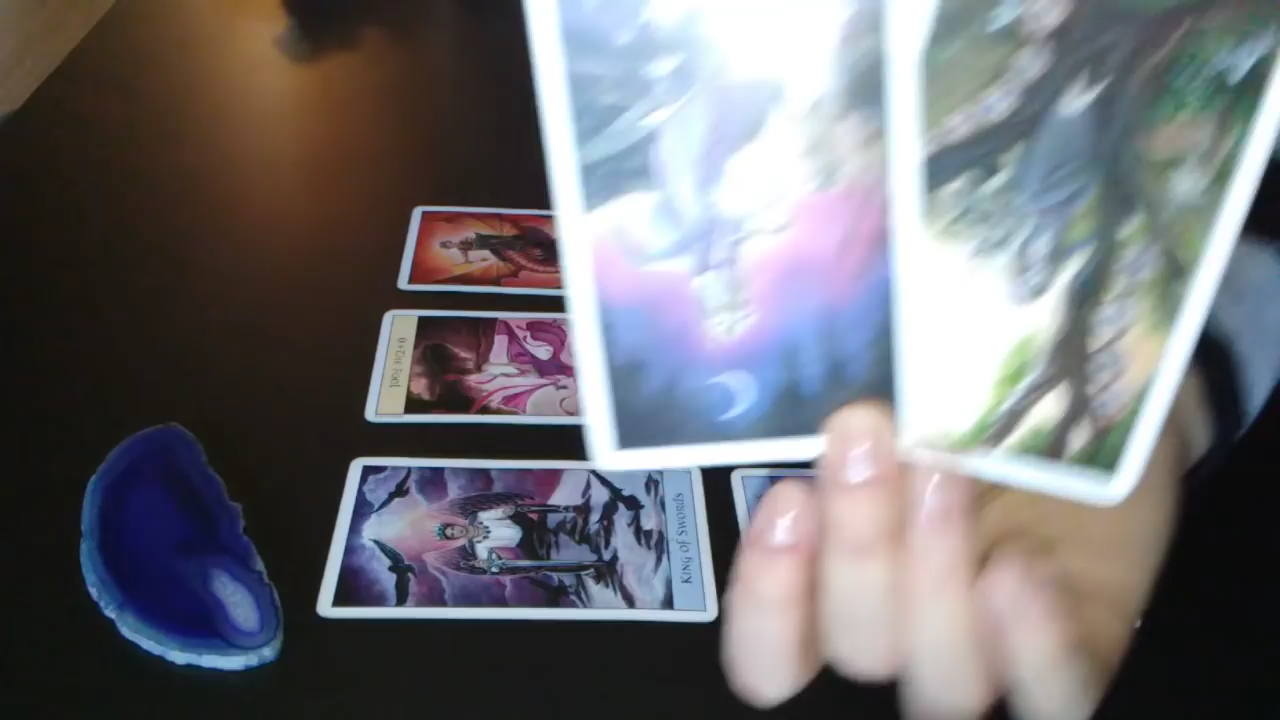 0 • The Fool
King of Swords